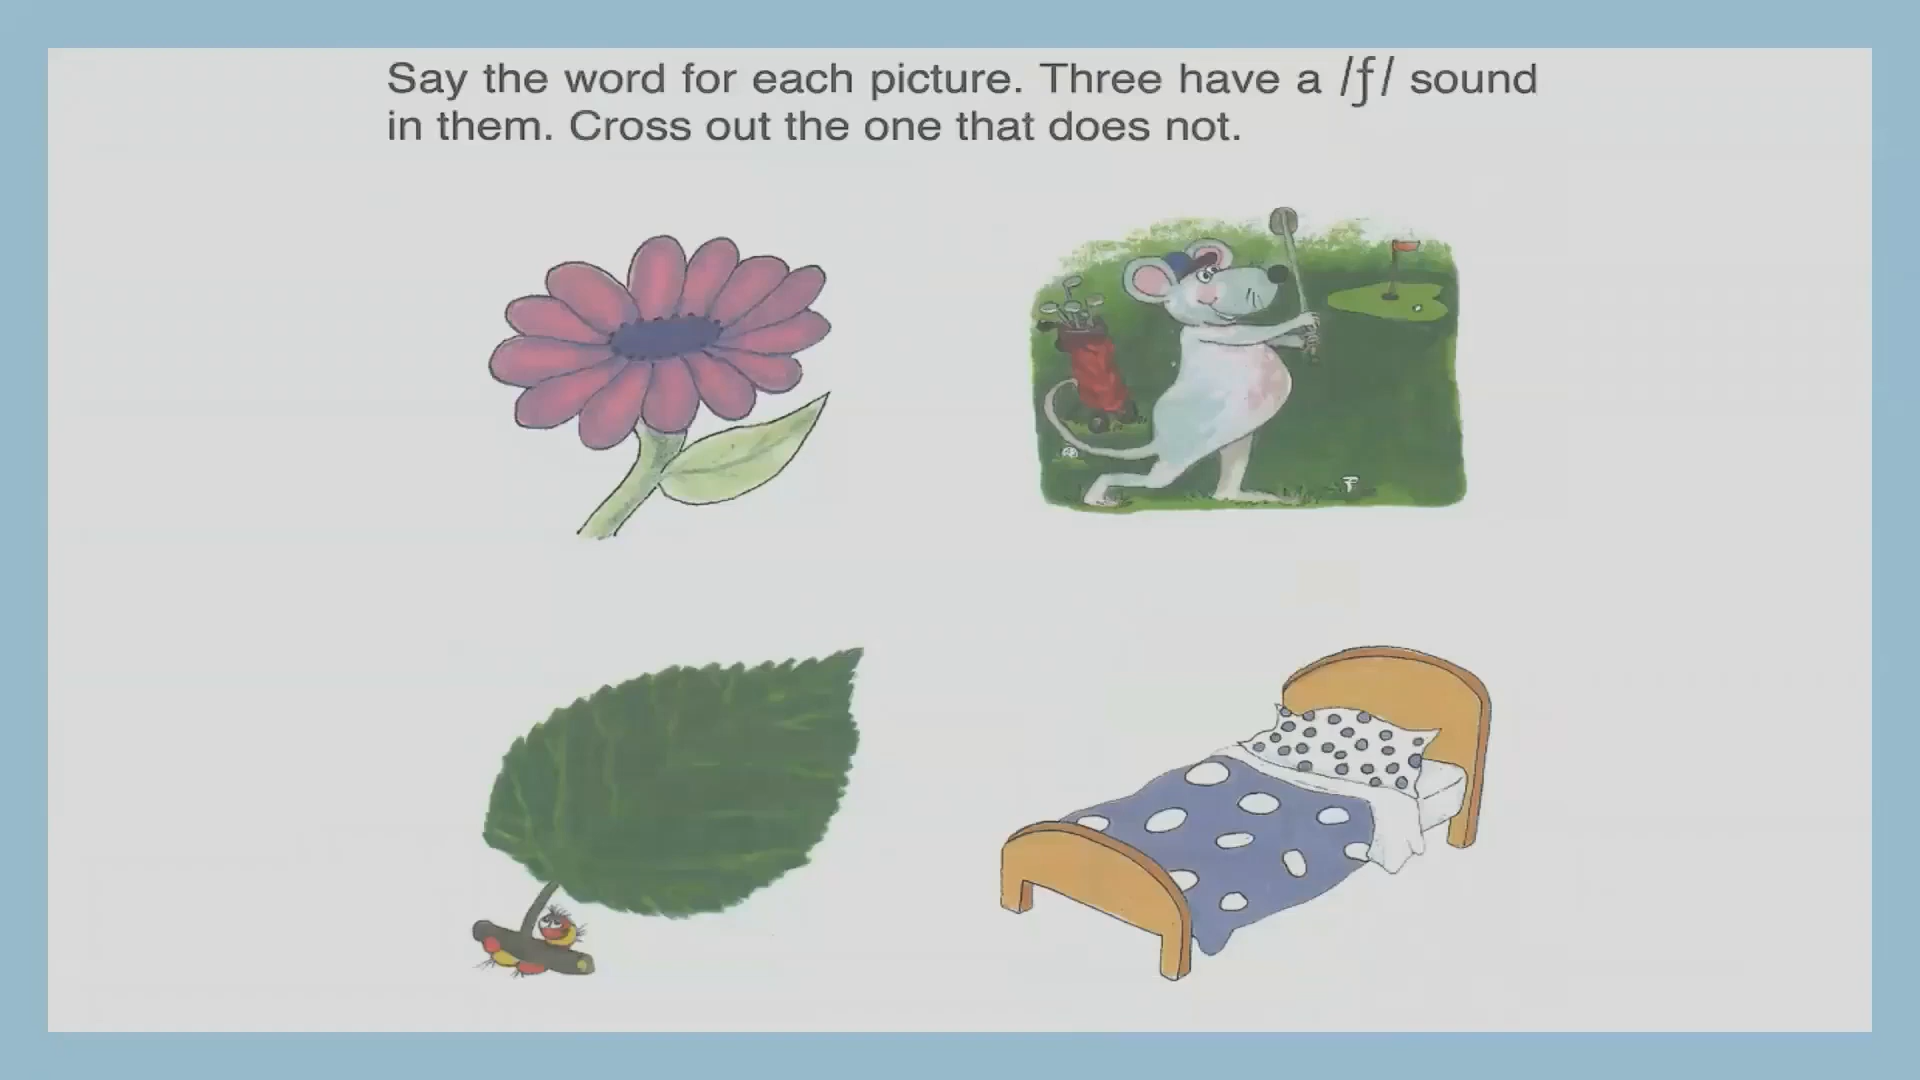 Say the word for each picture. Three have a /f/ sound
in them. Cross out the one that does not.